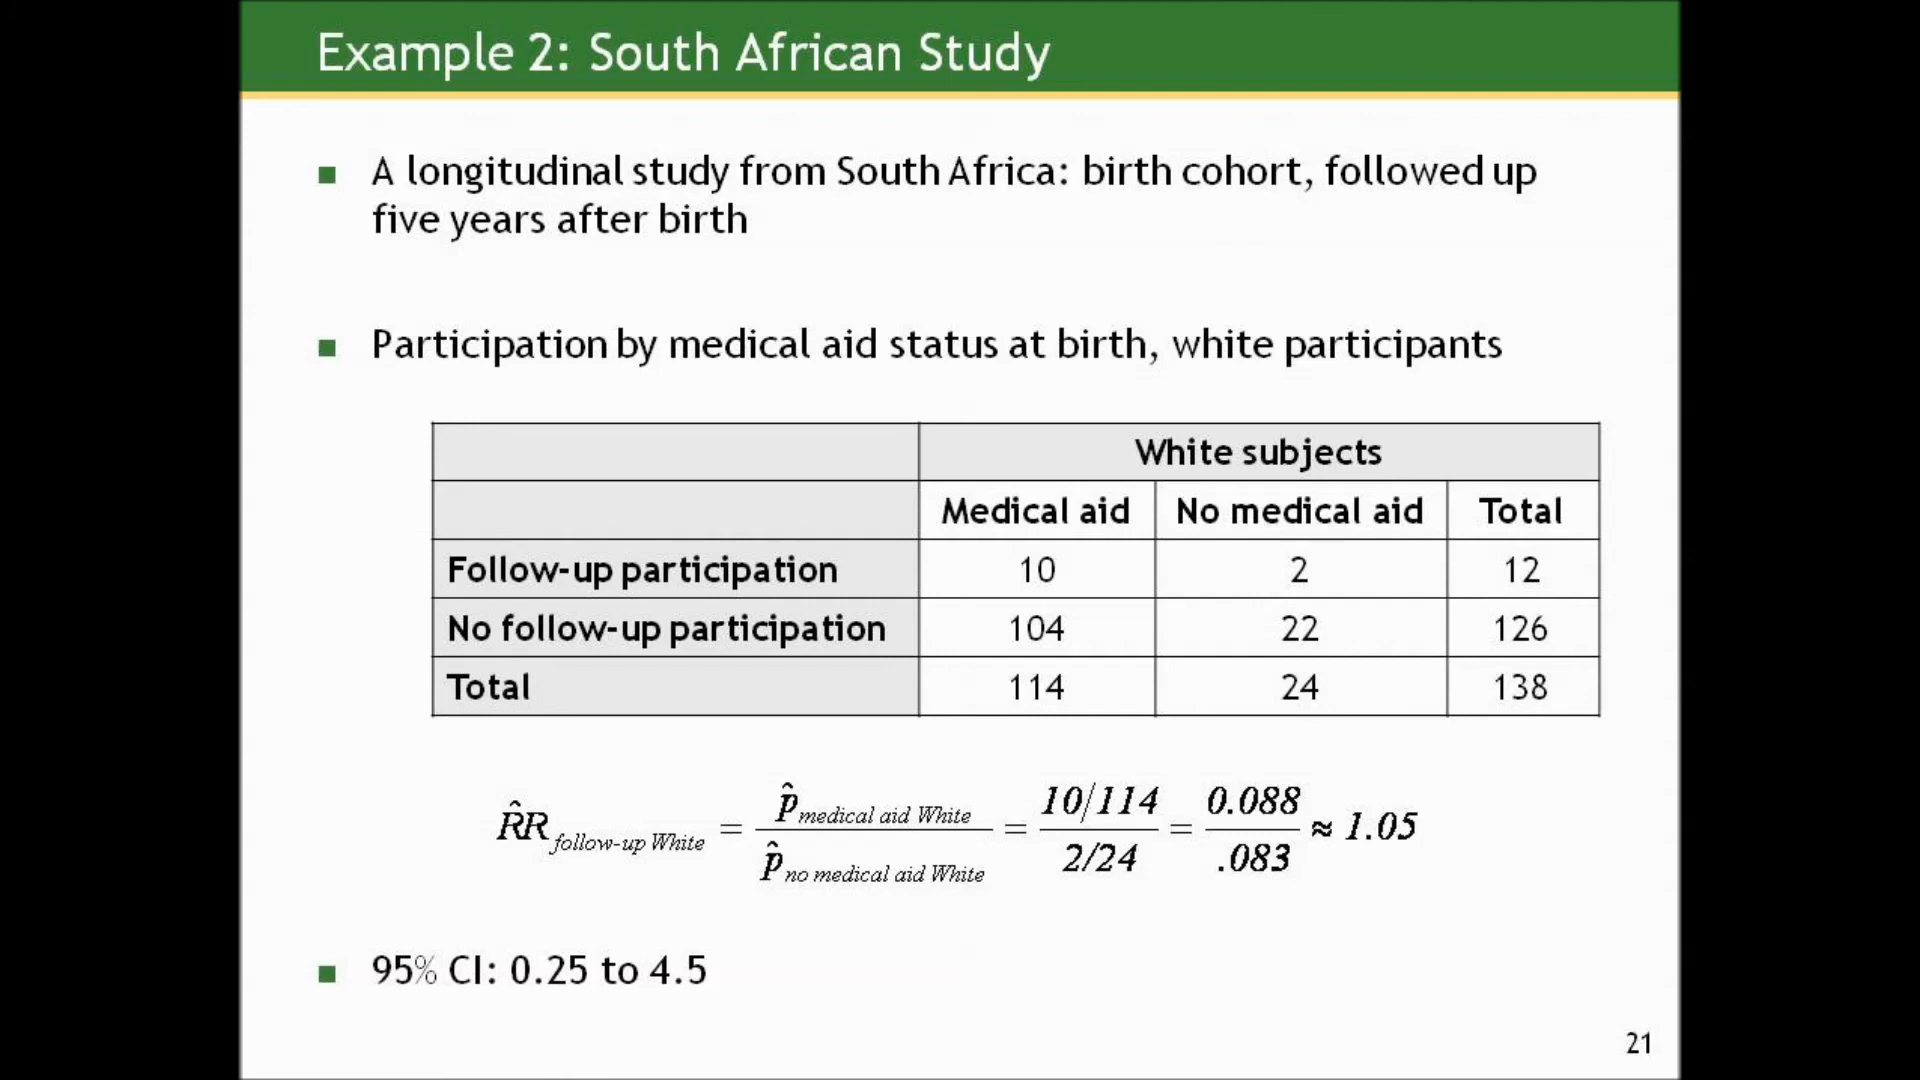 Example 2: South African Study
A longitudinal study from South Africa: birth cohort, followed up
five years after birth
Participation by medical aid status at birth, white participants
White subjects
Medical aid No medical aid Total
Follow-up participation 10 2 12
No follow-up participation 104 22 126
Total 114 24 138
R̂R follow-up White = p̂ medical aid White / p̂ no medical aid White = 10/114 / 2/24 = 0.088 / .083 ≈ 1.05
95% CI: 0.25 to 4.5
21